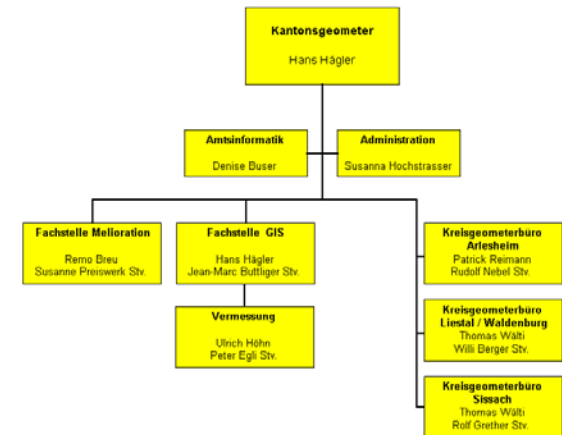 Kantonsgeometer
Hans Hägler
Amtsinformatik
Denise Buser
Administration
Susanna Hochstrasser
Fachstelle Melioration
Remo Breu
Susanne Preiswerk Stv.
Fachstelle GIS
Hans Hägler
Jean-Marc Buttliger Stv.
Vermessung
Ulrich Höhn
Peter Egli Stv.
Kreisgeometerbüro
Arlesheim
Patrick Reimann
Rudolf Nebel Stv.
Kreisgeometerbüro
Liestal / Waldenburg
Thomas Wälti
Willi Berger Stv.
Kreisgeometerbüro
Sissach
Thomas Wälti
Rolf Grether Stv.